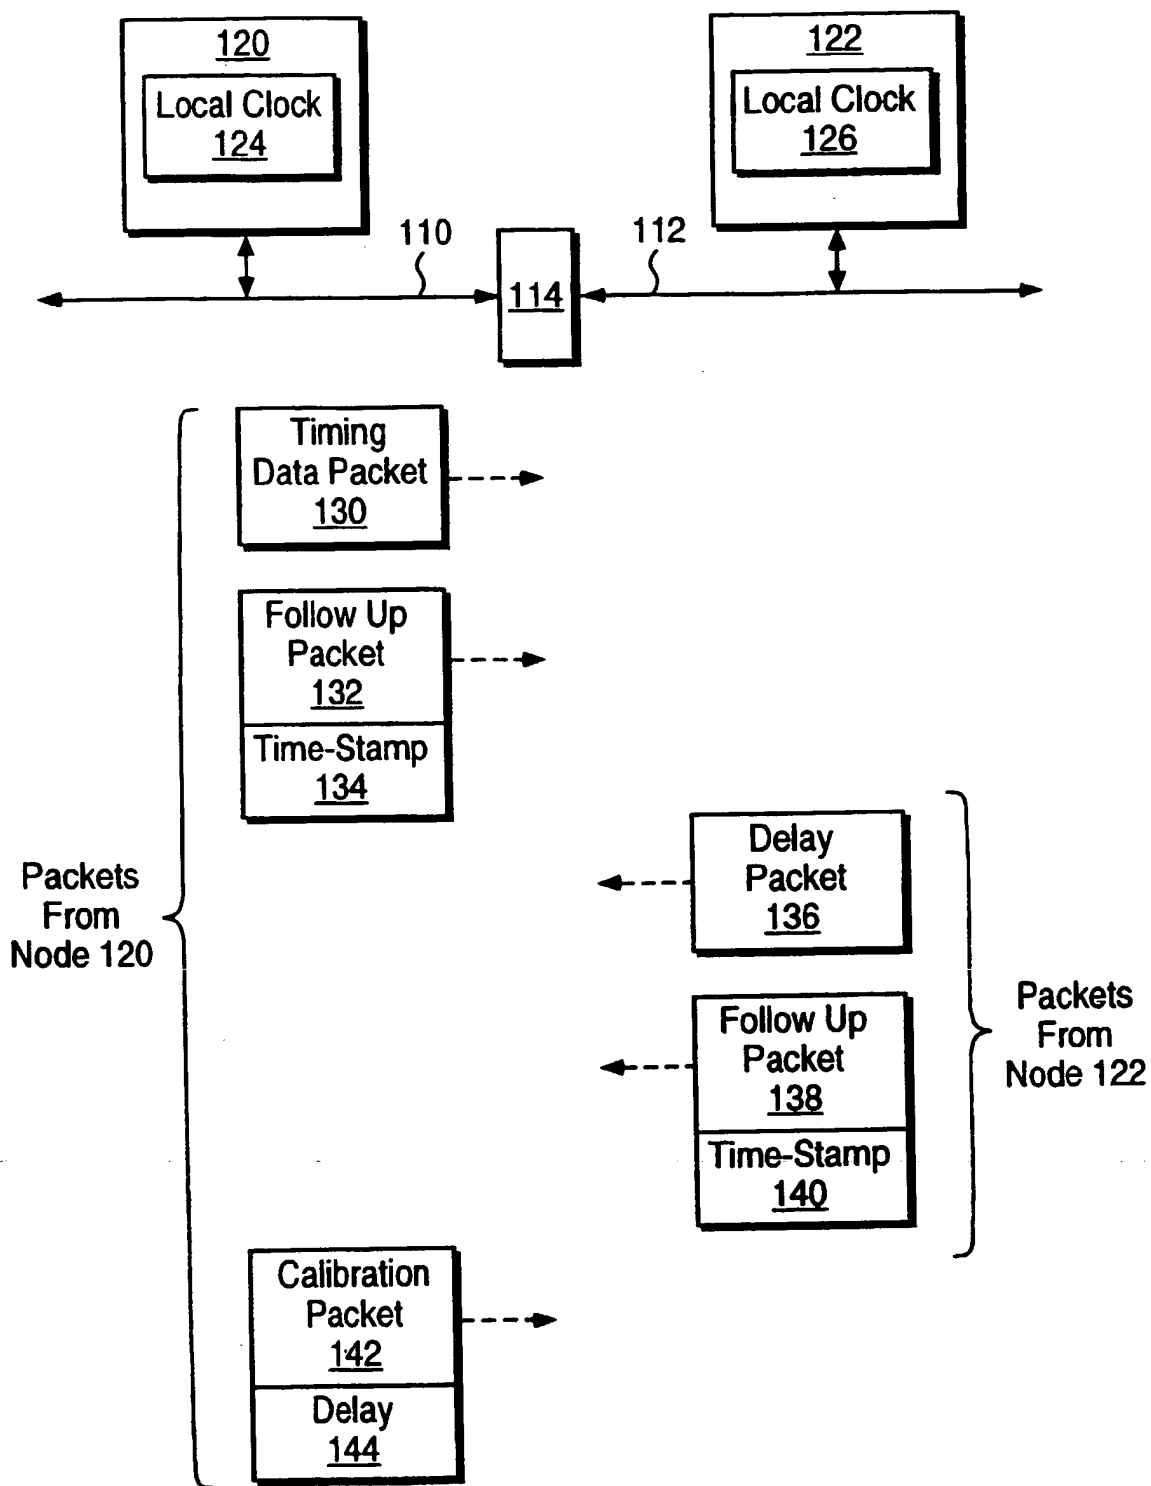 120
Local Clock
124
122
Local Clock
126
110
114
112
Timing
Data Packet
130
Follow Up
Packet
132
Time-Stamp
134
Packets
From
Node 120
Delay
Packet
136
Follow Up
Packet
138
Time-Stamp
140
Packets
From
Node 122
Calibration
Packet
142
Delay
144